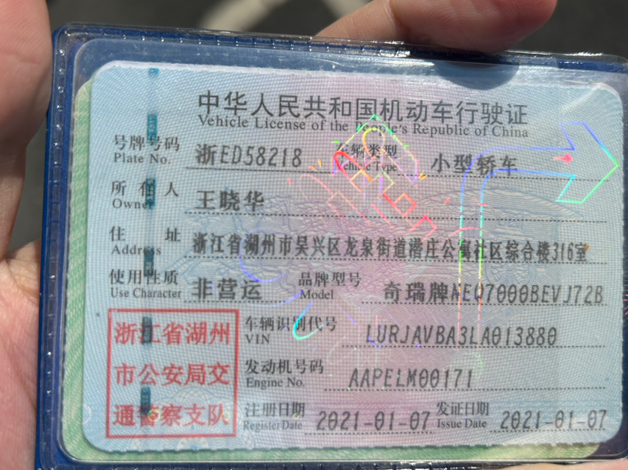 中华人民共和国机动车行驶证
Vehicle License of the People's Republic of China
号牌号码 浙ED58218 车辆类型 小型轿车
Plate No. Vehicle Type
所有人 王晓华
Owner
住址 浙江省湖州市吴兴区龙泉街道潜庄公寓社区综合楼316室
Address
使用性质 非营运 品牌型号 奇瑞牌NEQ7000BEVJ72B
Use Character Model
浙江省湖州 车辆识别代号 LURJAVBA3LA013880
VIN
市公安局交 发动机号码 AAPELM00171
Engine No.
通警察支队 注册日期 2021-01-07 发证日期 2021-01-07
Register Date Issue Date